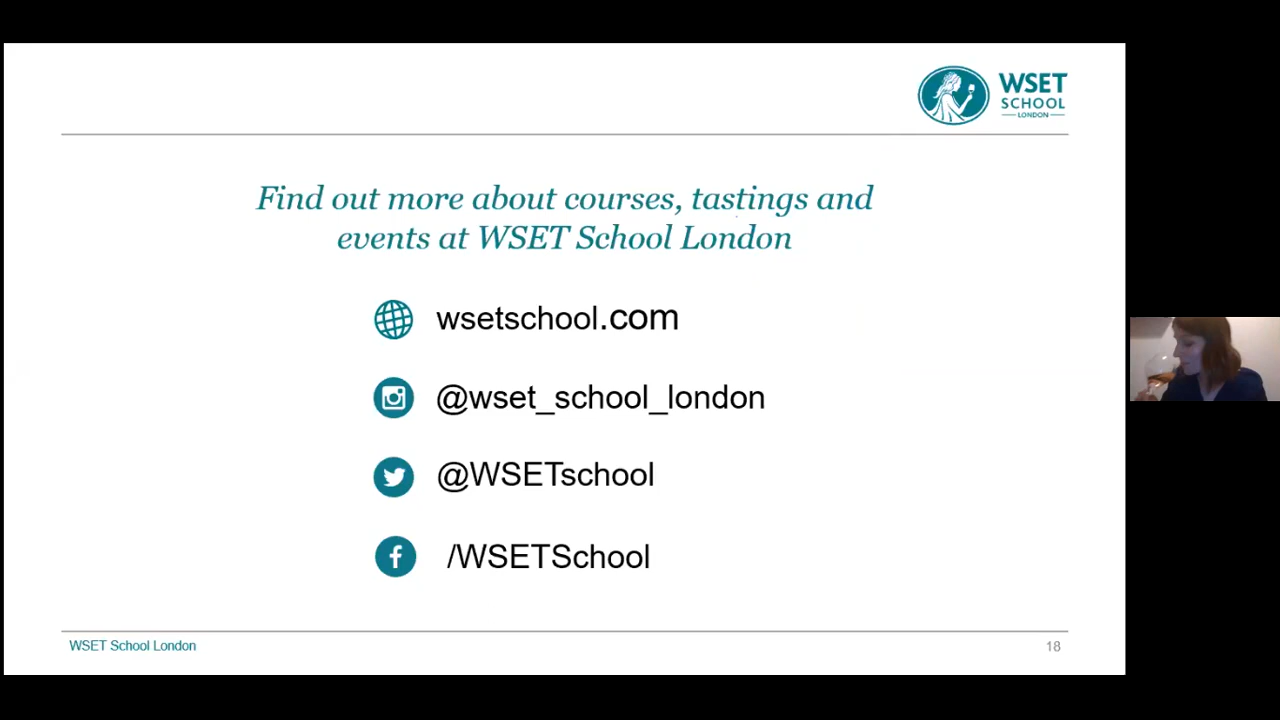 WSET
SCHOOL
LONDON
Find out more about courses, tastings and
events at WSET School London
wsetschool.com
@wset_school_london
@WSETschool
/WSETSchool
WSET School London
18